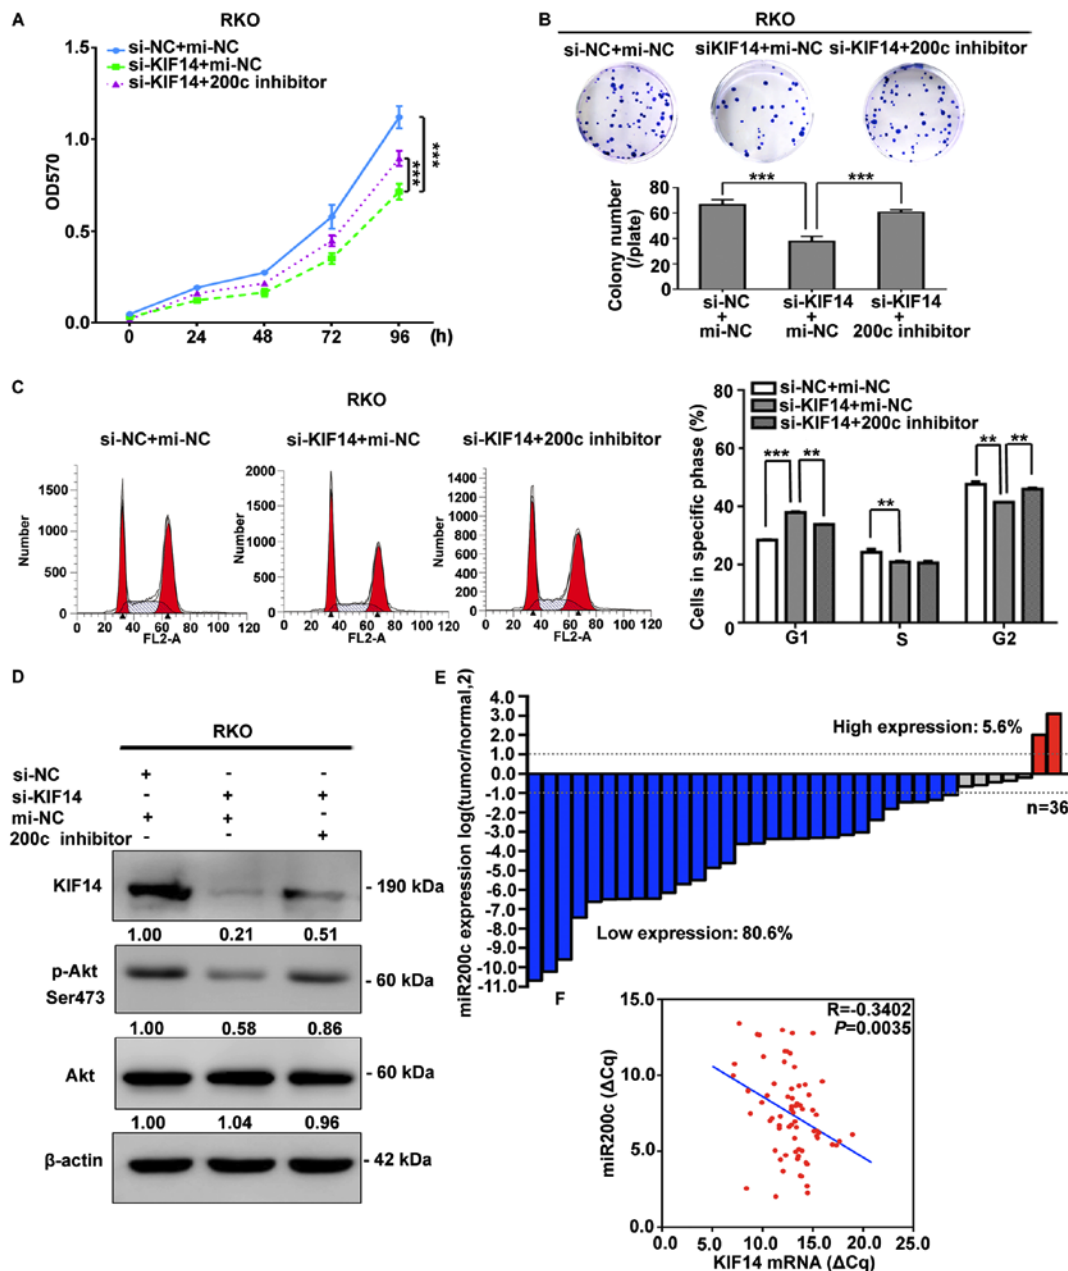 A
RKO
si-NC+mi-NC
si-KIF14+mi-NC
si-KIF14+200c inhibitor
OD570
1.5
1.0
0.5
0.0
0 24 48 72 96 (h)
***
***
B
RKO
si-NC+mi-NC siKIF14+mi-NC si-KIF14+200c inhibitor
*** ***
Colony number
(/plate)
80
60
40
20
0
si-NC si-KIF14 si-KIF14
+ + +
mi-NC mi-NC 200c inhibitor
C
RKO
si-NC+mi-NC
Number
1500
1000
500
0
0 20 40 60 80 100 120
FL2-A
si-KIF14+mi-NC
Number
2000
1500
1000
500
0
0 20 40 60 80 100 120
FL2-A
si-KIF14+200c inhibitor
Number
1400
1200
1000
800
600
400
200
0
0 20 40 60 80 100 120
FL2-A
Cells in specific phase (%)
80
60
40
20
0
si-NC+mi-NC
si-KIF14+mi-NC
si-KIF14+200c inhibitor
*** ** ** ** **
G1 S G2
D
RKO
si-NC + - -
si-KIF14 - + +
mi-NC + + -
200c inhibitor - - +
KIF14 - 190 kDa
1.00 0.21 0.51
p-Akt
Ser473
- 60 kDa
1.00 0.58 0.86
Akt - 60 kDa
1.00 1.04 0.96
β-actin - 42 kDa
E
miR200c expression log(tumor/normal,2)
4.0
3.0
2.0
1.0
0.0
-1.0
-2.0
-3.0
-4.0
-5.0
-6.0
-7.0
-8.0
-9.0
-10.0
-11.0
High expression: 5.6%
n=36
Low expression: 80.6%
F
R=-0.3402
P=0.0035
miR200c (ΔCq)
15.0
10.0
5.0
0.0
0.0 5.0 10.0 15.0 20.0 25.0
KIF14 mRNA (ΔCq)